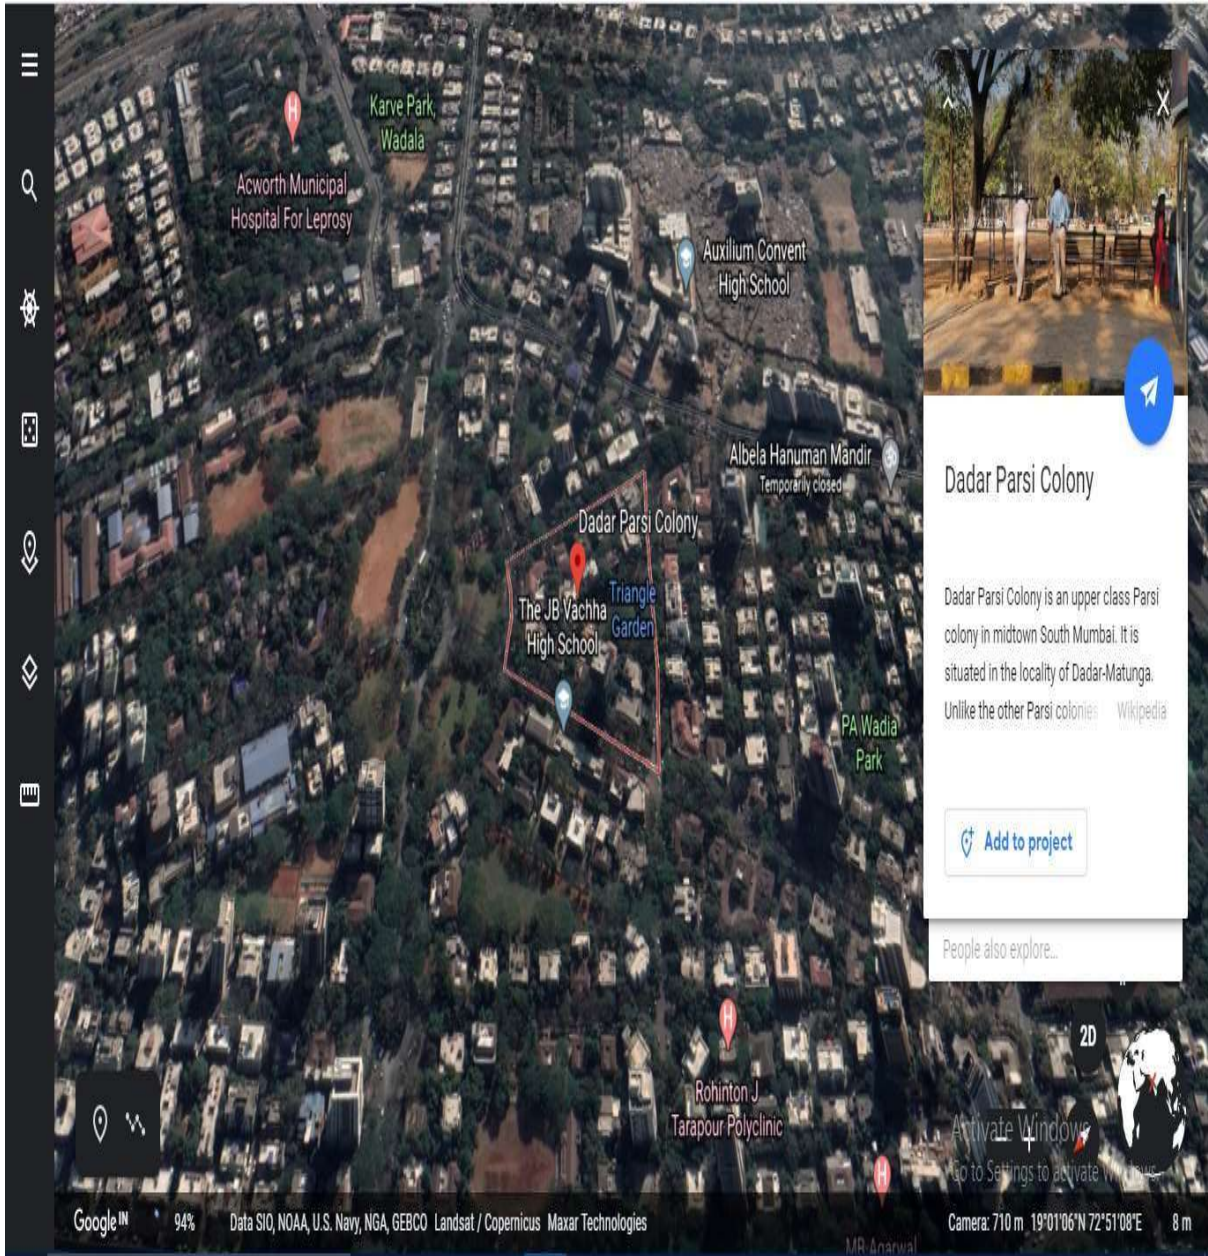 Karve Park,
Wadala
Acworth Municipal
Hospital For Leprosy
Auxilium Convent
High School
Albela Hanuman Mandir
Temporarily closed
Dadar Parsi Colony
The JB Vachha
High School
Triangle
Garden
PA Wadia
Park
Rohinton J
Tarapour Polyclinic
MR Agarwal
H
H
H
Dadar Parsi Colony
Dadar Parsi Colony is an upper class Parsi
colony in midtown South Mumbai. It is
situated in the locality of Dadar-Matunga.
Unlike the other Parsi colonies Wikipedia
Add to project
People also explore...
2D
Activate Windows
Go to Settings to activate Windows.
Google IN 94% Data SIO, NOAA, U.S. Navy, NGA, GEBCO Landsat / Copernicus Maxar Technologies Camera: 710 m 19°01'06"N 72°51'08"E 8 m